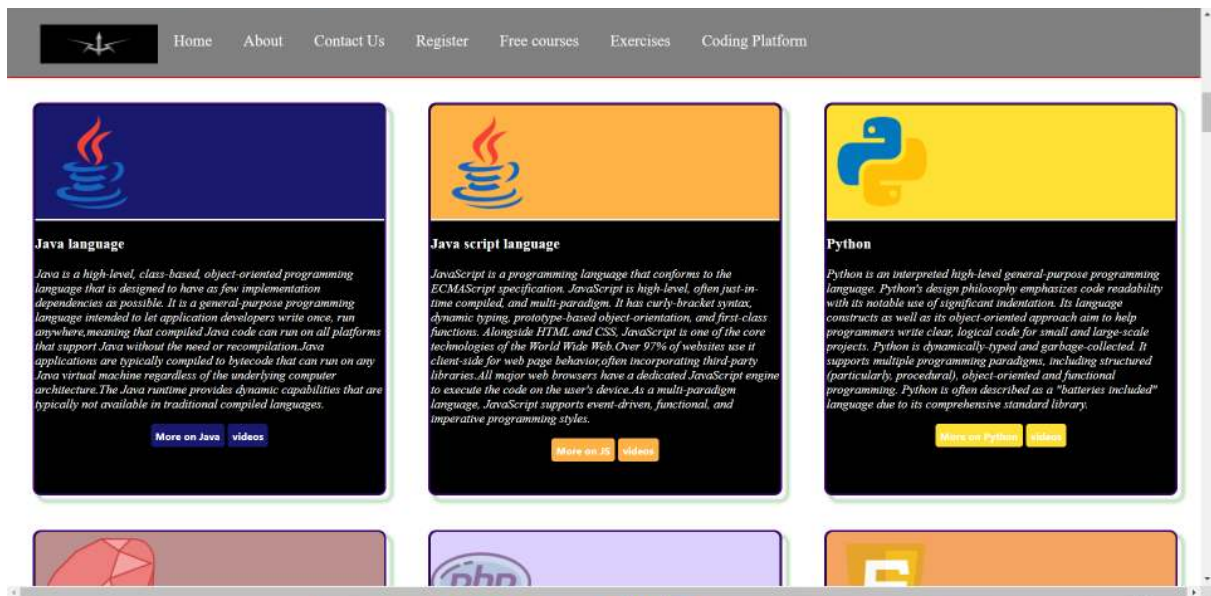 Home About Contact Us Register Free courses Exercises Coding Platform
Java language
Java is a high-level, class-based, object-oriented programming
language that is designed to have as few implementation
dependencies as possible. It is a general-purpose programming
language intended to let application developers write once, run
anywhere,meaning that compiled Java code can run on all platforms
that support Java without the need or recompilation.Java
applications are typically compiled to bytecode that can run on any
Java virtual machine regardless of the underlying computer
architecture.The Java runtime provides dynamic capabilities that are
typically not available in traditional compiled languages.
More on Java videos
Java script language
JavaScript is a programming language that conforms to the
ECMAScript specification. JavaScript is high-level, often just-in-
time compiled, and multi-paradigm. It has curly-bracket syntax,
dynamic typing, prototype-based object-orientation, and first-class
functions. Alongside HTML and CSS, JavaScript is one of the core
technologies of the World Wide Web.Over 97% of websites use it
client-side for web page behavior,often incorporating third-party
libraries.All major web browsers have a dedicated JavaScript engine
to execute the code on the user's device.As a multi-paradigm
language, JavaScript supports event-driven, functional, and
imperative programming styles.
More on JS videos
Python
Python is an interpreted high-level general-purpose programming
language. Python's design philosophy emphasizes code readability
with its notable use of significant indentation. Its language
constructs as well as its object-oriented approach aim to help
programmers write clear, logical code for small and large-scale
projects. Python is dynamically-typed and garbage-collected. It
supports multiple programming paradigms, including structured
(particularly, procedural), object-oriented and functional
programming. Python is often described as a "batteries included"
language due to its comprehensive standard library.
More on Python videos
php